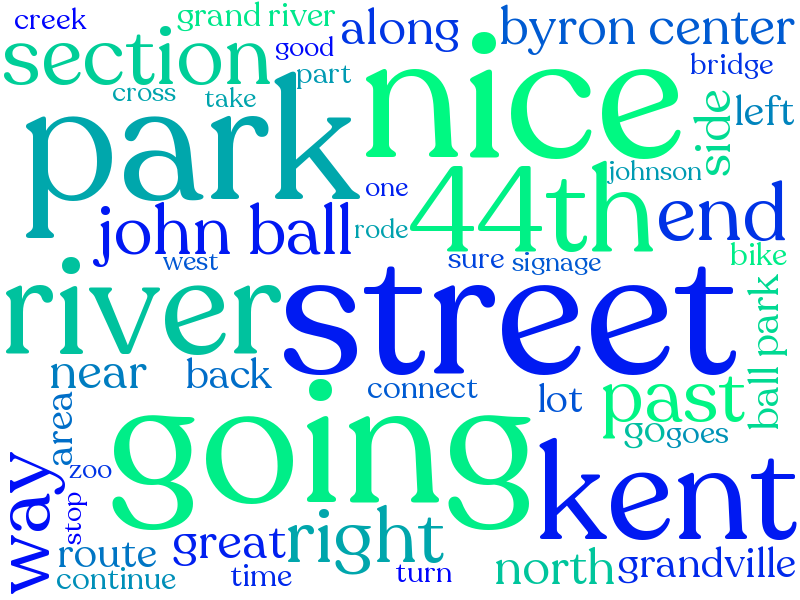 creek
grand river
along
byron center
section
good
nice
bridge
part
cross
take
park
side
left
44th
johnson
one
john ball
rode
end
west
sure
signage
bike
river
street
ball park
near
back
connect
lot
past
area
going
go
goes
way
zoo
kent
stop
great
right
route
north
grandville
continue
time
turn